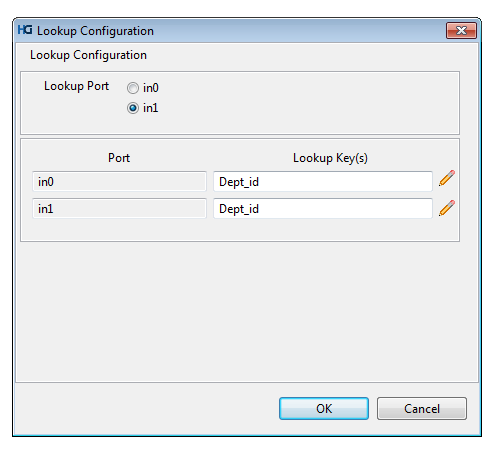 HG Lookup Configuration
Lookup Configuration
Lookup Port in0
in1
Port Lookup Key(s)
in0 Dept_id
in1 Dept_id
OK Cancel